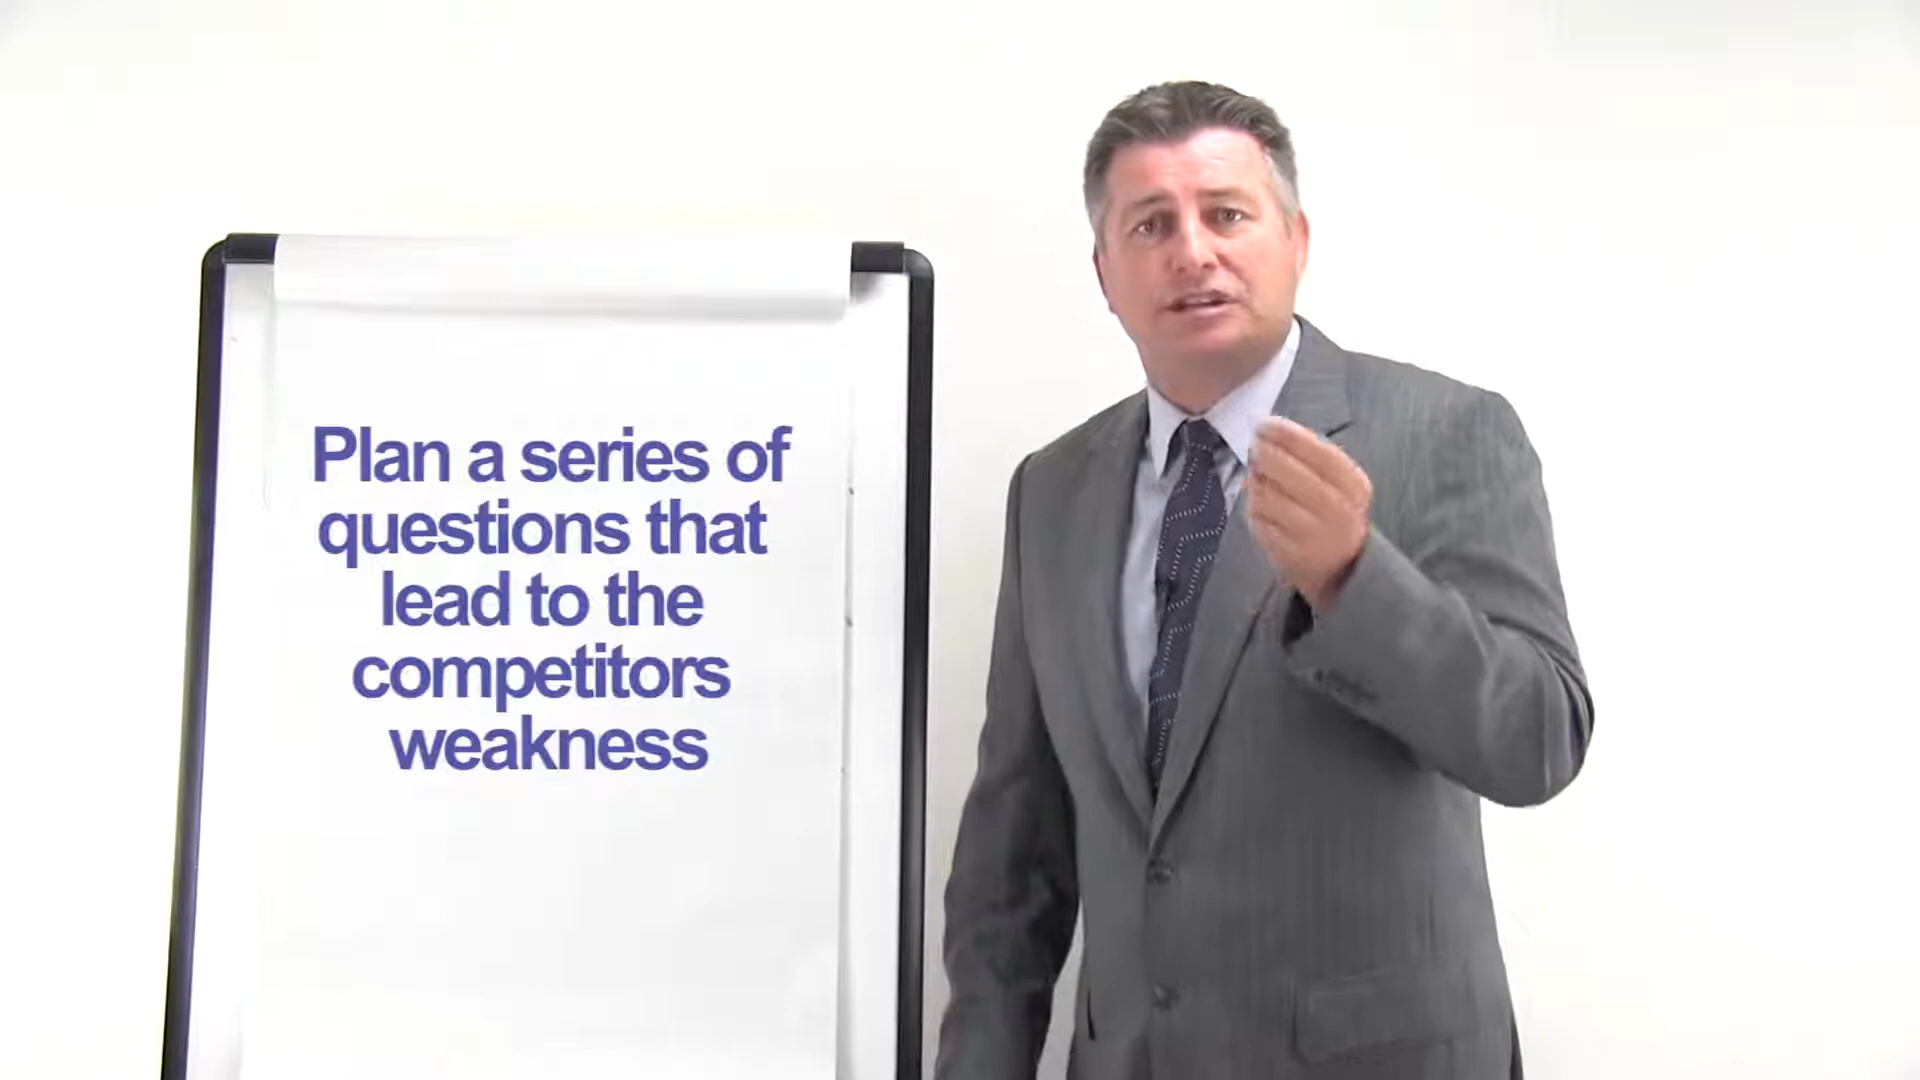 Plan a series of
questions that
lead to the
competitors
weakness